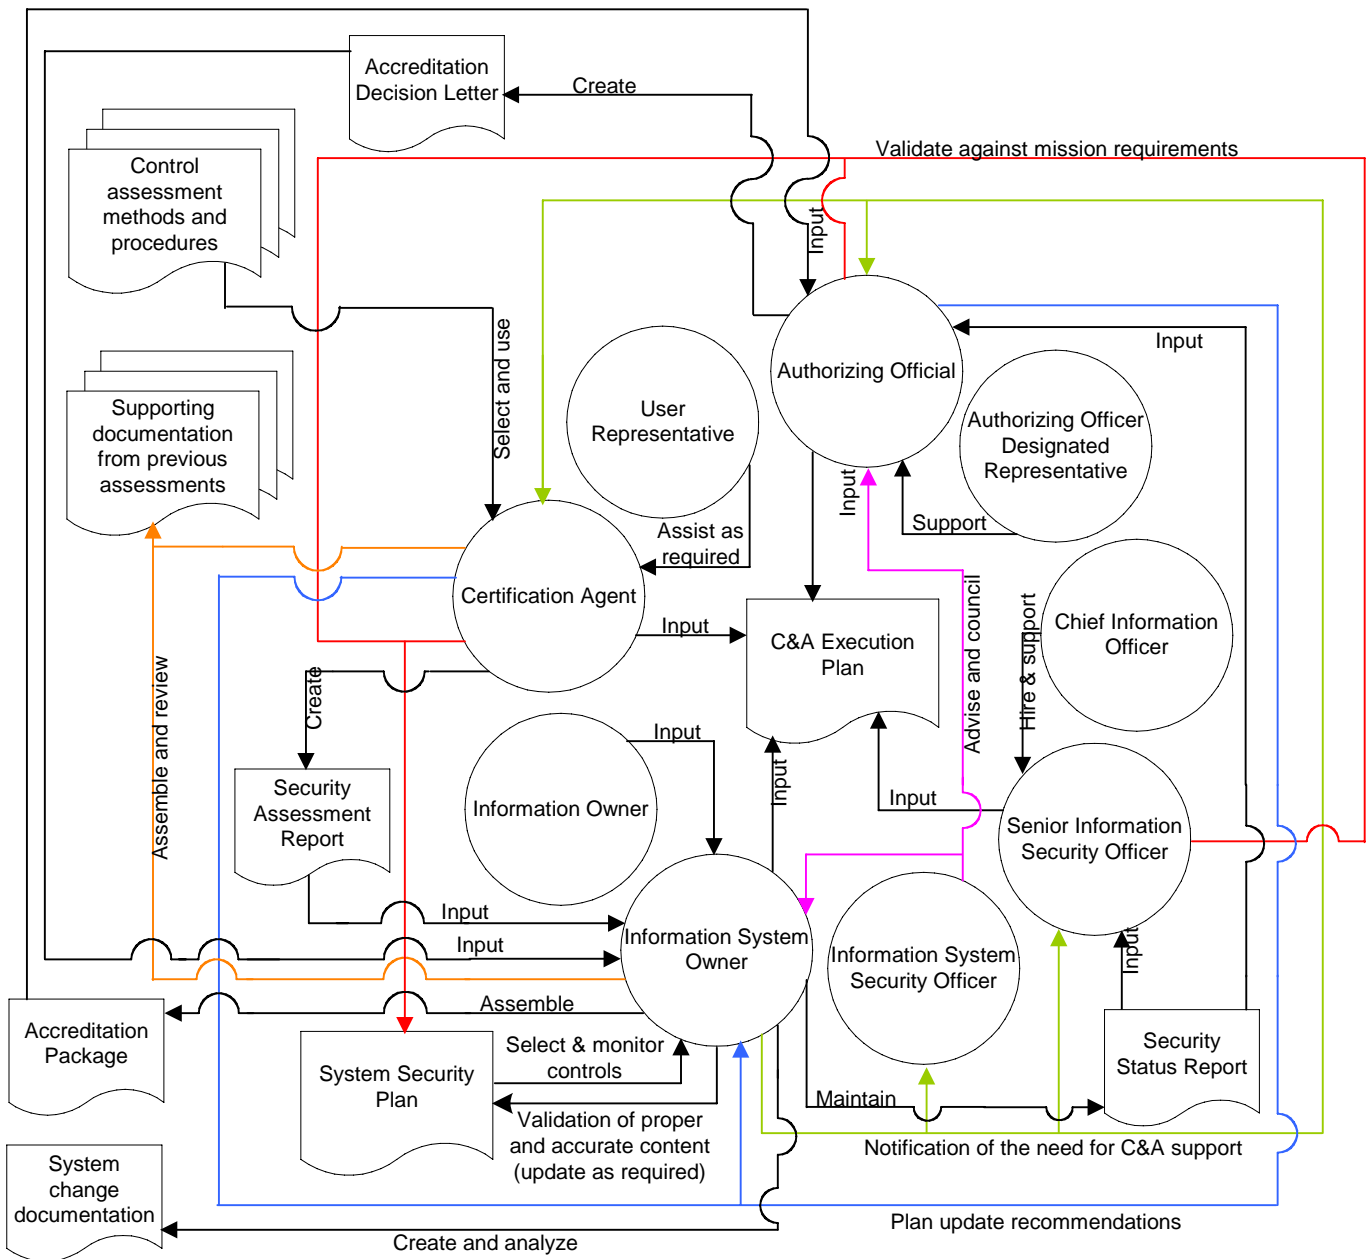 Accreditation
Decision Letter
Create
Validate against mission requirements
Control
assessment
methods and
procedures
Input
Select and use
Input
Authorizing Official
User
Representative
Supporting
documentation
from previous
assessments
Authorizing Officer
Designated
Representative
Input
Support
Assist as
required
Certification Agent
Input
C&A Execution
Plan
Chief Information
Officer
Hire & support
Advise and council
Create
Assemble and review
Input
Information Owner
Security
Assessment
Report
Input
Input
Senior Information
Security Officer
Input
Input
Information System
Owner
Information System
Security Officer
Input
Assemble
Accreditation
Package
System Security
Plan
Select & monitor
controls
Security
Status Report
Maintain
Validation of proper
and accurate content
(update as required)
Notification of the need for C&A support
System
change
documentation
Plan update recommendations
Create and analyze